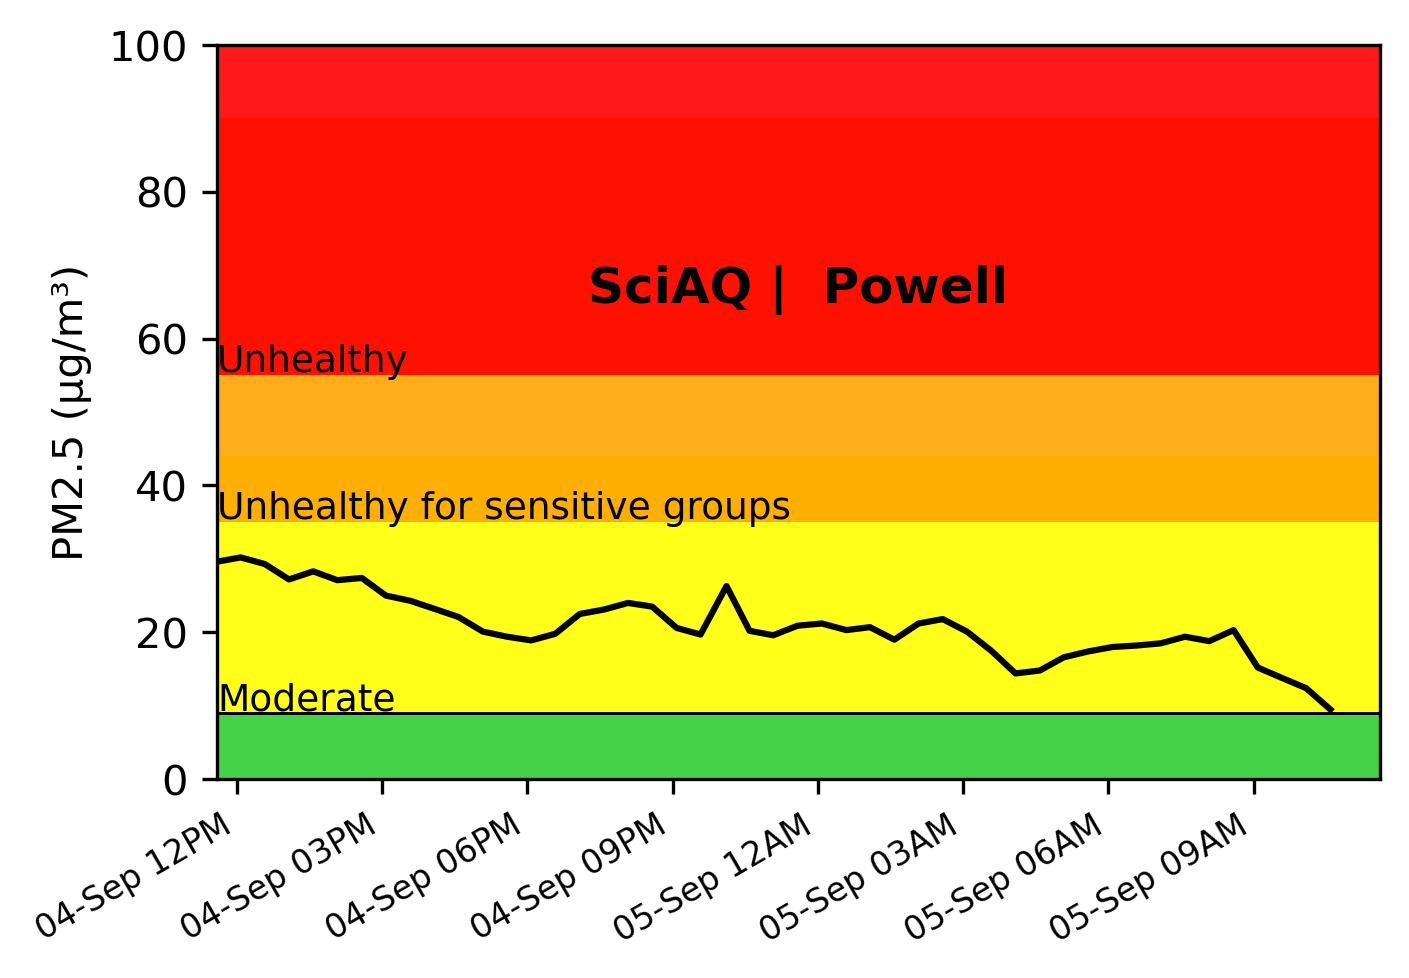 100
80
60
40
20
0
PM2.5 (μg/m³)
SciAQ |  Powell
Unhealthy
Unhealthy for sensitive groups
Moderate
04-Sep 12PM
04-Sep 03PM
04-Sep 06PM
04-Sep 09PM
05-Sep 12AM
05-Sep 03AM
05-Sep 06AM
05-Sep 09AM